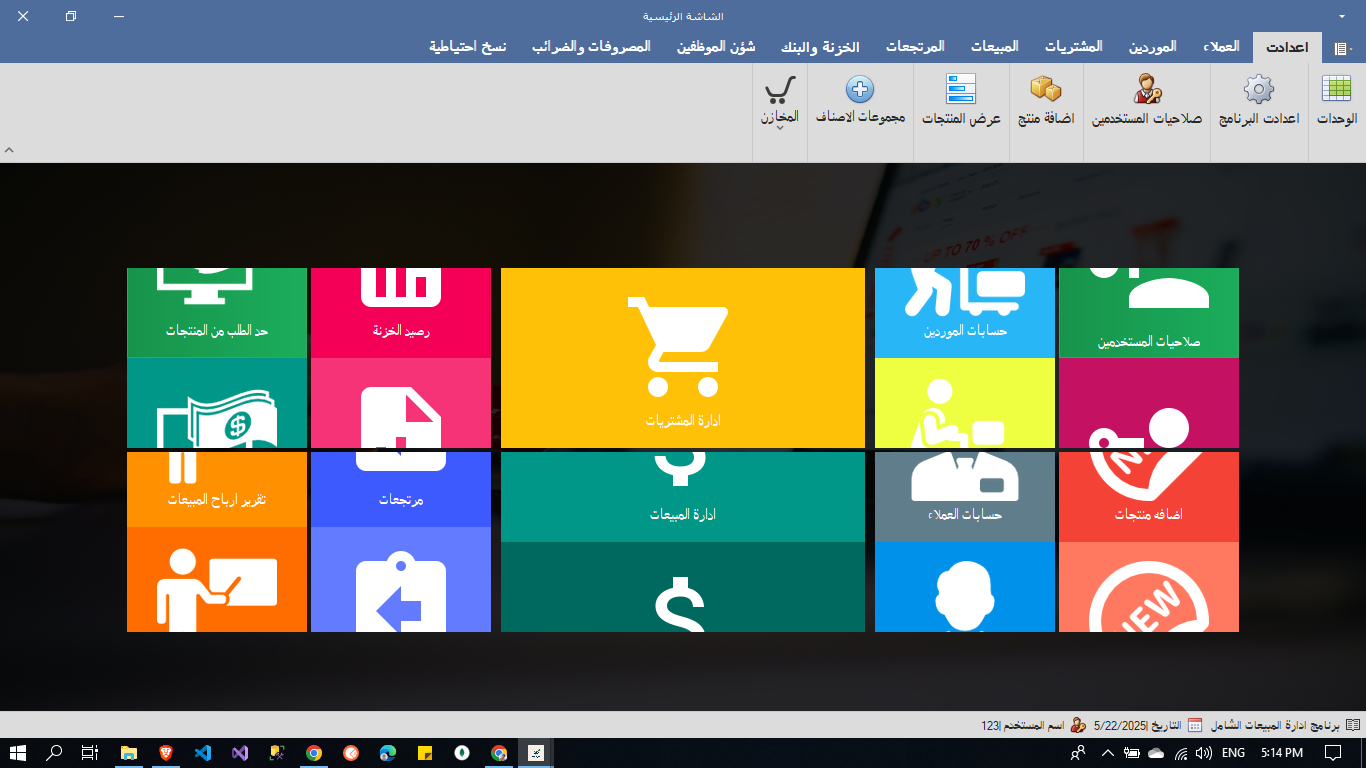 الشاشة الرئيسية
اعدادت
العملاء
الموردين
المشتريات
المبيعات
المرتجعات
الخزنة والبنك
شؤن الموظفين
المصروفات والضرائب
نسخ احتياطية
الوحدات
اعدادت البرنامج
صلاحيات المستخدمين
اضافة منتج
عرض المنتجات
مجموعات الاصناف
المخازن
UP TO 70 % OFF
صلاحيات المستخدمين
حسابات الموردين
ادارة المشتريات
رصيد الخزنة
حد الطلب من المنتجات
اضافه منتجات
حسابات العملاء
ادارة المبيعات
مرتجعات
تقرير ارباح المبيعات
NEW
برنامج ادارة المبيعات الشامل
التاريخ |5/22/2025
اسم المستخدم |123
ENG
5:14 PM